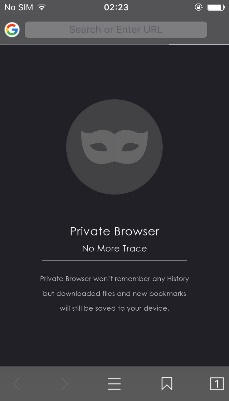 No SIM 02:23
G Search or Enter URL
Private Browser
No More Trace
Private Browser won't remember any History
but downloaded files and new bookmarks
will still be saved to your device.
1